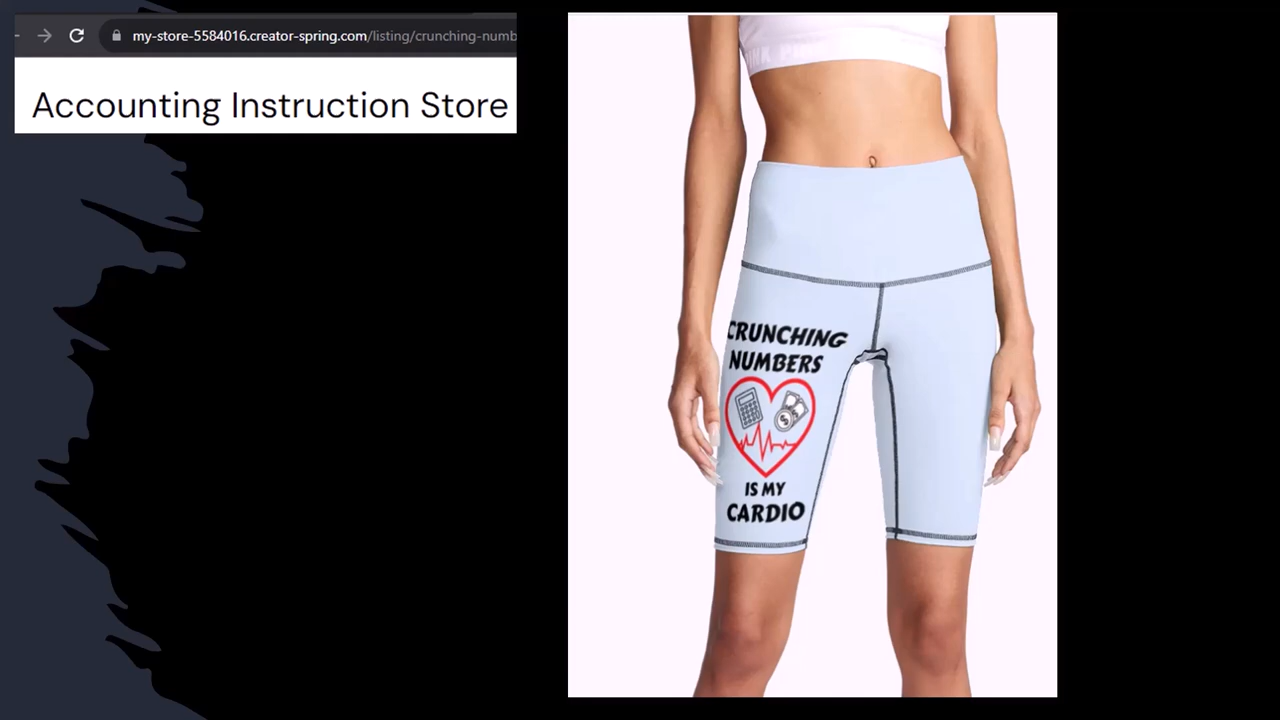 my-store-5584016.creator-spring.com/listing/crunching-numb
Accounting Instruction Store
CRUNCHING
NUMBERS
IS MY
CARDIO